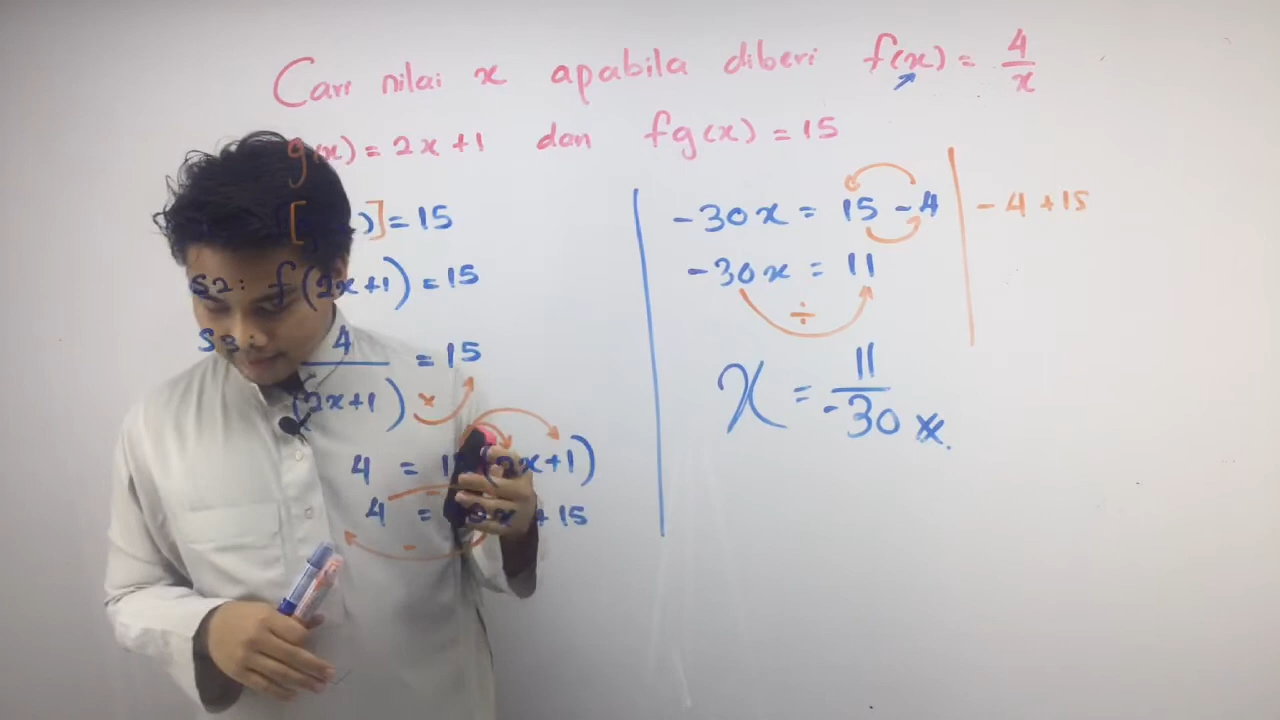 Cari nilai x apabila diberi f(x) = 4/x
g(x) = 2x + 1 dan fg(x) = 15
[ )] = 15
S2: f(2x+1) = 15
S3: 4/(2x+1) = 15
×
4 = 1 (2x+1)
-
4 = 30x + 15
-
-30x = 15 - 4
- 4 + 15
-30x = 11
÷
x = 11/-30